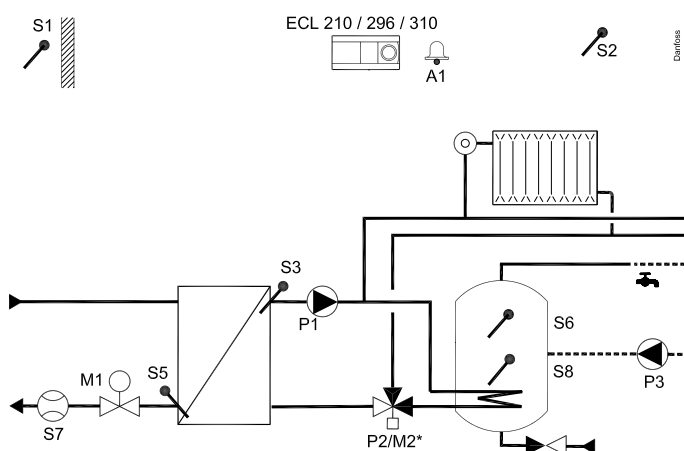 S1
ECL 210 / 296 / 310
A1
S2
Danfoss
S3
P1
S6
M1
S5
S8
P3
S7
P2/M2*